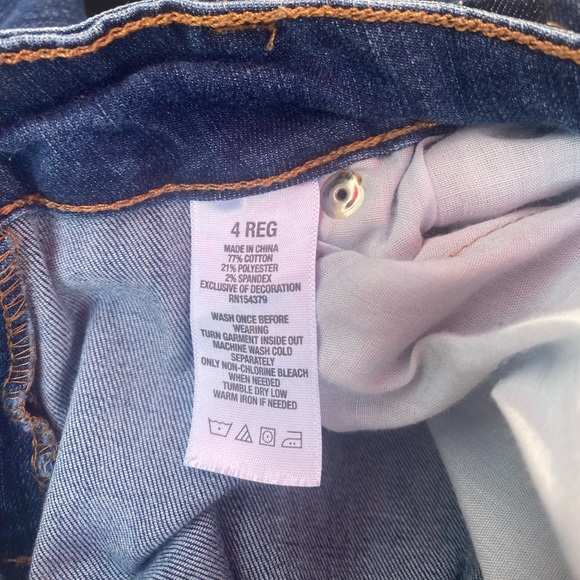 4 REG
MADE IN CHINA
77% COTTON
21% POLYESTER
2% SPANDEX
EXCLUSIVE OF DECORATION
RN154379
WASH ONCE BEFORE
WEARING
TURN GARMENT INSIDE OUT
MACHINE WASH COLD
SEPARATELY
ONLY NON-CHLORINE BLEACH
WHEN NEEDED
TUMBLE DRY LOW
WARM IRON IF NEEDED